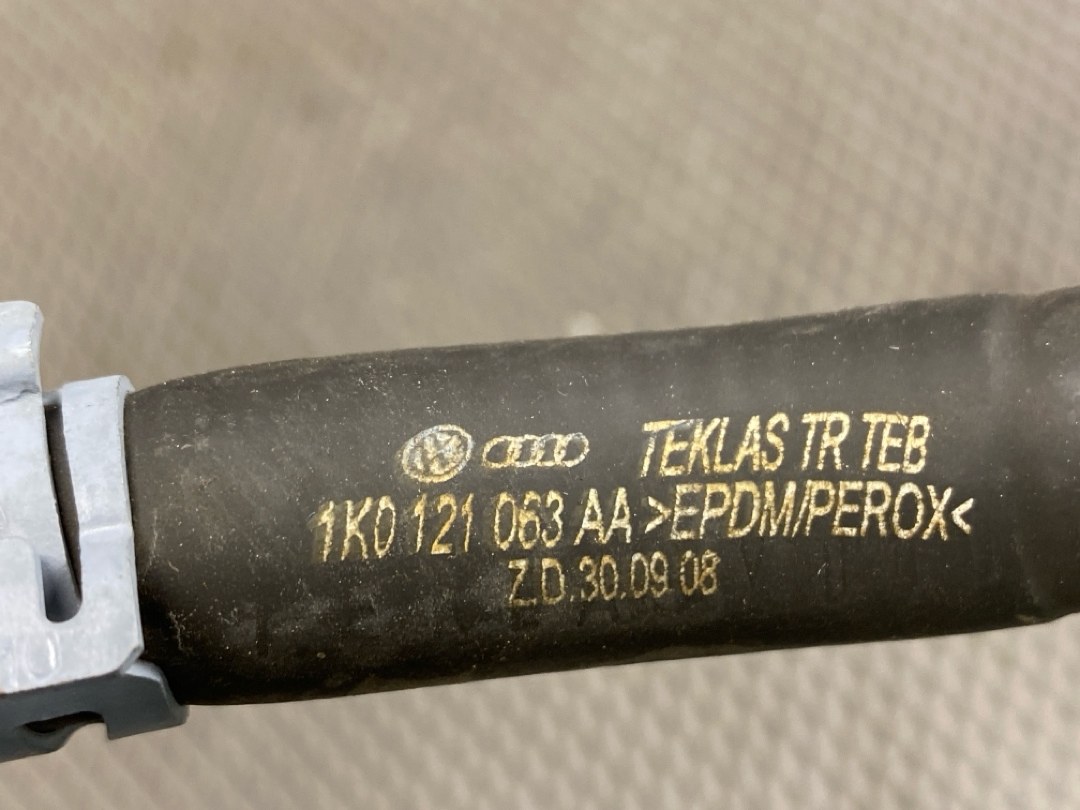 TEKLAS TR TEB
1K0 121 063 AA >EPDM/PEROX<
Z.D.30.09 08